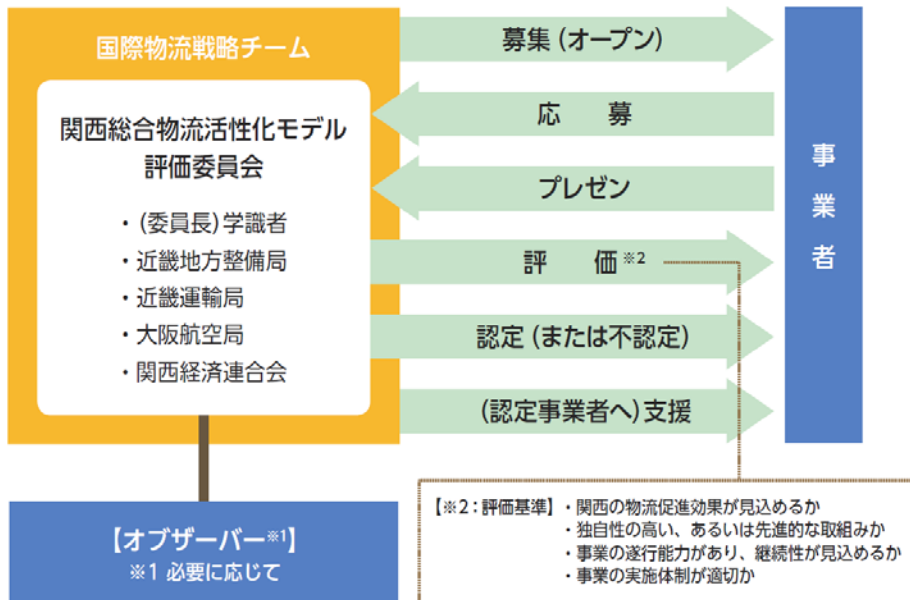 国際物流戦略チーム
関西総合物流活性化モデル
評価委員会
・(委員長)学識者
・近畿地方整備局
・近畿運輸局
・大阪航空局
・関西経済連合会
募集(オープン)
応　募
プレゼン
評　価※2
認定(または不認定)
(認定事業者へ)支援
事業者
【オブザーバー※1】
※1 必要に応じて
【※2:評価基準】・関西の物流促進効果が見込めるか
・独自性の高い、あるいは先進的な取組みか
・事業の遂行能力があり、継続性が見込めるか
・事業の実施体制が適切か